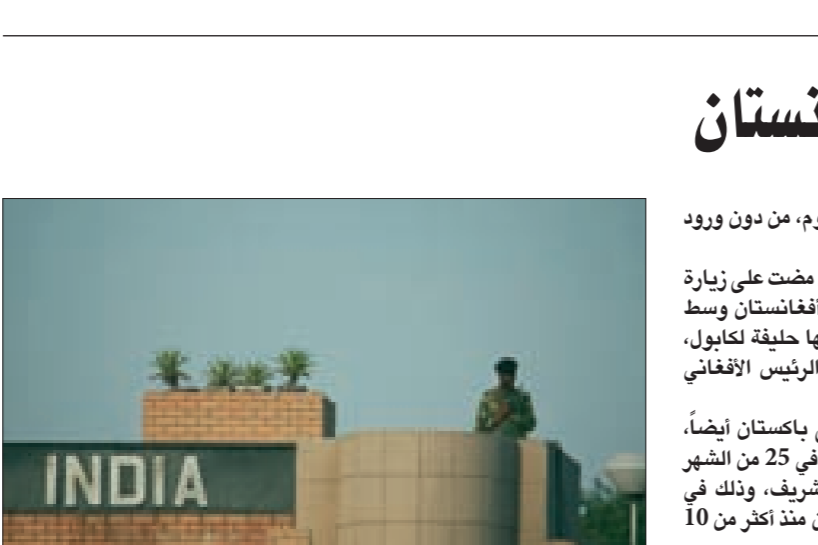 نستان
وم، من دون ورود
مضت على زيارة
أفغانستان وسط
ها حليفة لكابول،
الرئيس الأفغاني
باكستان أيضاً،
في 25 من الشهر
شريف، وذلك في
ن منذ أكثر من 10
INDIA